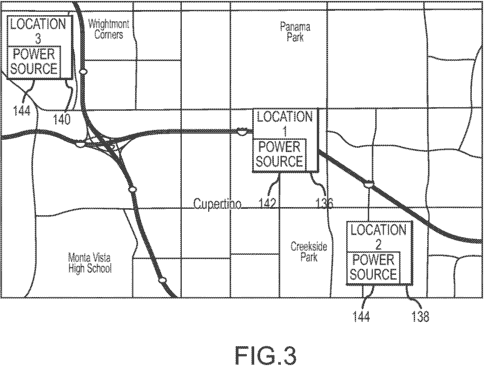 LOCATION
3
POWER
SOURCE
144
140
Wrightmont
Corners
Panama
Park
LOCATION
1
POWER
SOURCE
142
136
Cupertino
LOCATION
2
POWER
SOURCE
144
138
Creekside
Park
Monta Vista
High School
FIG.3